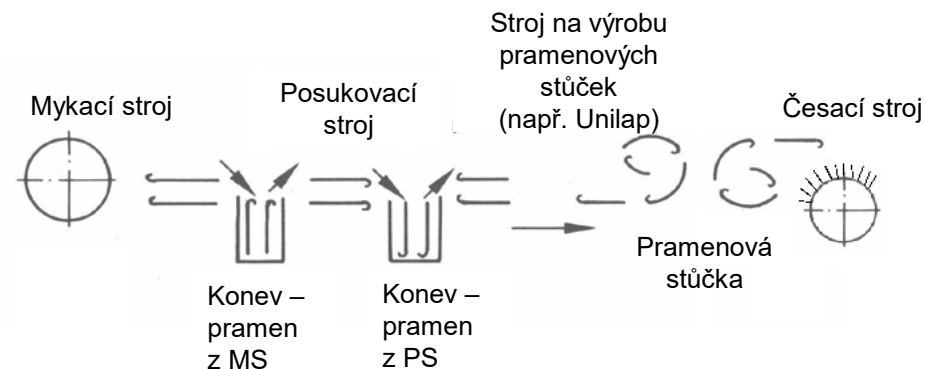 Mykací stroj
Posukovací
stroj
Stroj na výrobu
pramenových
stůček
(např. Unilap)
Česací stroj
Konev –
pramen
z MS
Konev –
pramen
z PS
Pramenová
stůčka